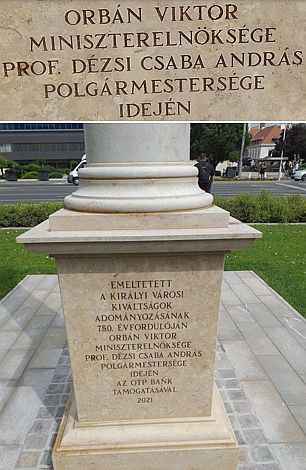 ORBÁN VIKTOR
MINISZTERELNÖKSÉGE
PROF. DÉZSI CSABA ANDRÁS
POLGÁRMESTERSÉGE
IDEJÉN
EMELTETETT
A KIRÁLYI VÁROSI
KIVÁLTSÁGOK
ADOMÁNYOZÁSÁNAK
750. ÉVFORDULÓJÁN
ORBÁN VIKTOR
MINISZTERELNÖKSÉGE
PROF. DÉZSI CSABA ANDRÁS
POLGÁRMESTERSÉGE
IDEJÉN
AZ OTP BANK
TÁMOGATÁSÁVAL
2021